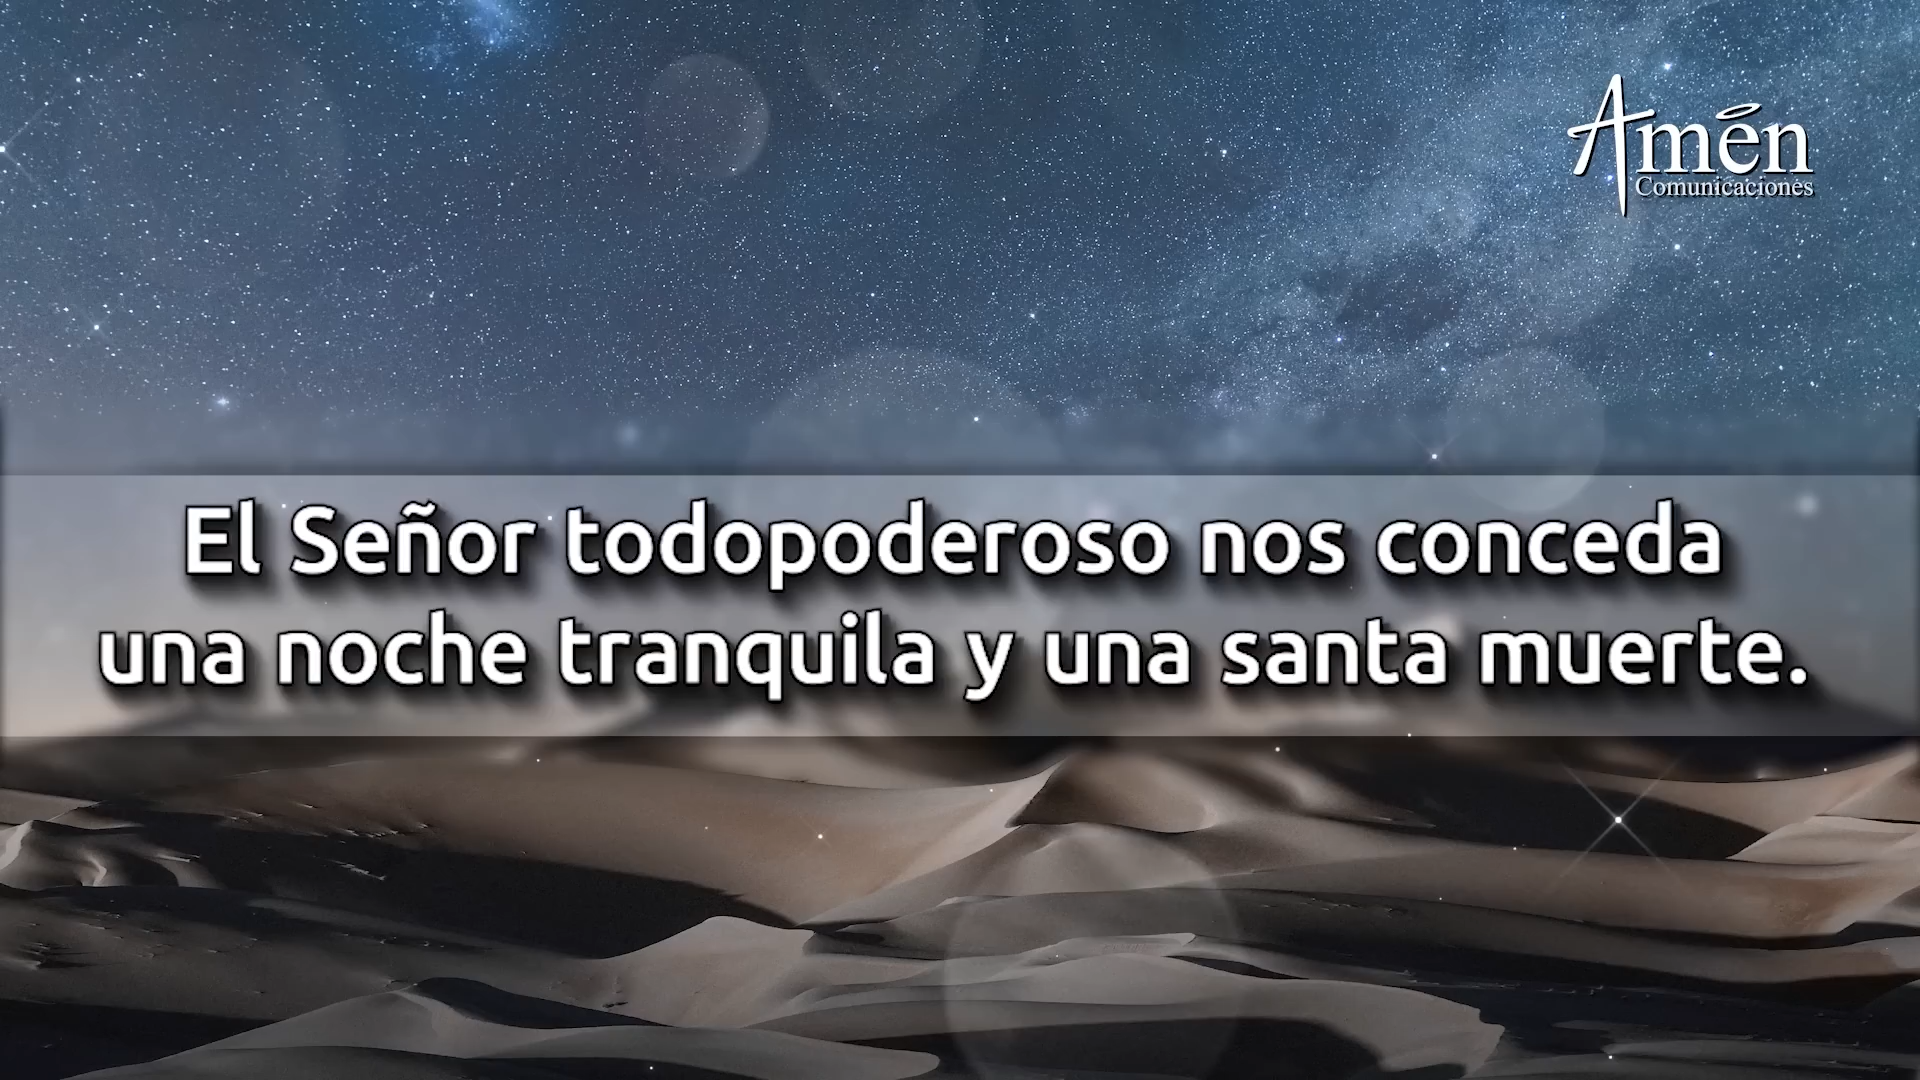 Amén
Comunicaciones
El Señor todopoderoso nos conceda
una noche tranquila y una santa muerte.